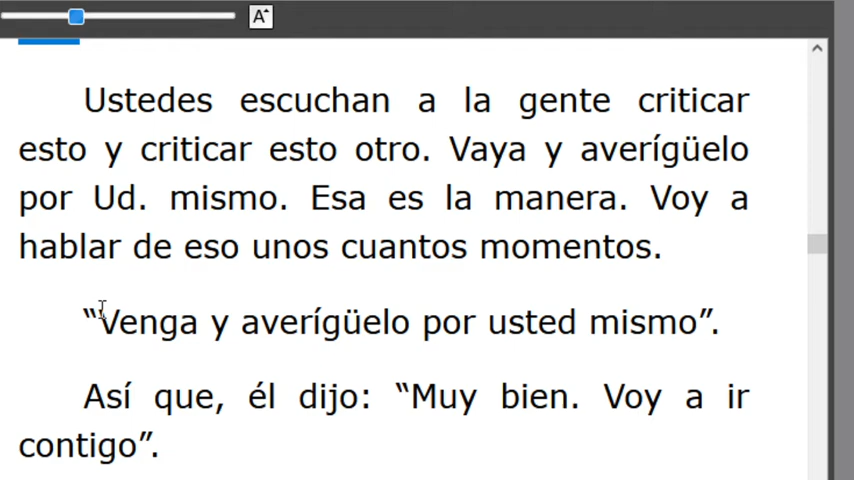 A
Ustedes escuchan a la gente criticar
esto y criticar esto otro. Vaya y averígüelo
por Ud. mismo. Esa es la manera. Voy a
hablar de eso unos cuantos momentos.
“Venga y averígüelo por usted mismo”.
Así que, él dijo: “Muy bien. Voy a ir
contigo”.